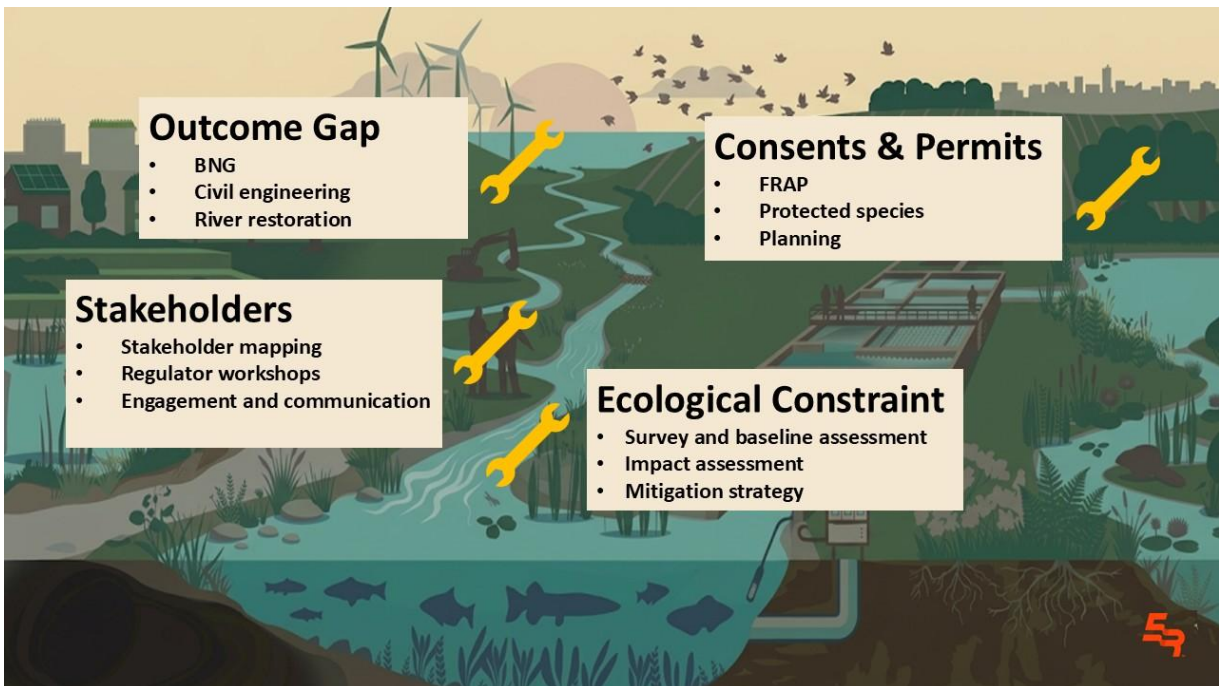 Outcome Gap
• BNG
• Civil engineering
• River restoration
Consents & Permits
• FRAP
• Protected species
• Planning
Stakeholders
• Stakeholder mapping
• Regulator workshops
• Engagement and communication
Ecological Constraint
• Survey and baseline assessment
• Impact assessment
• Mitigation strategy